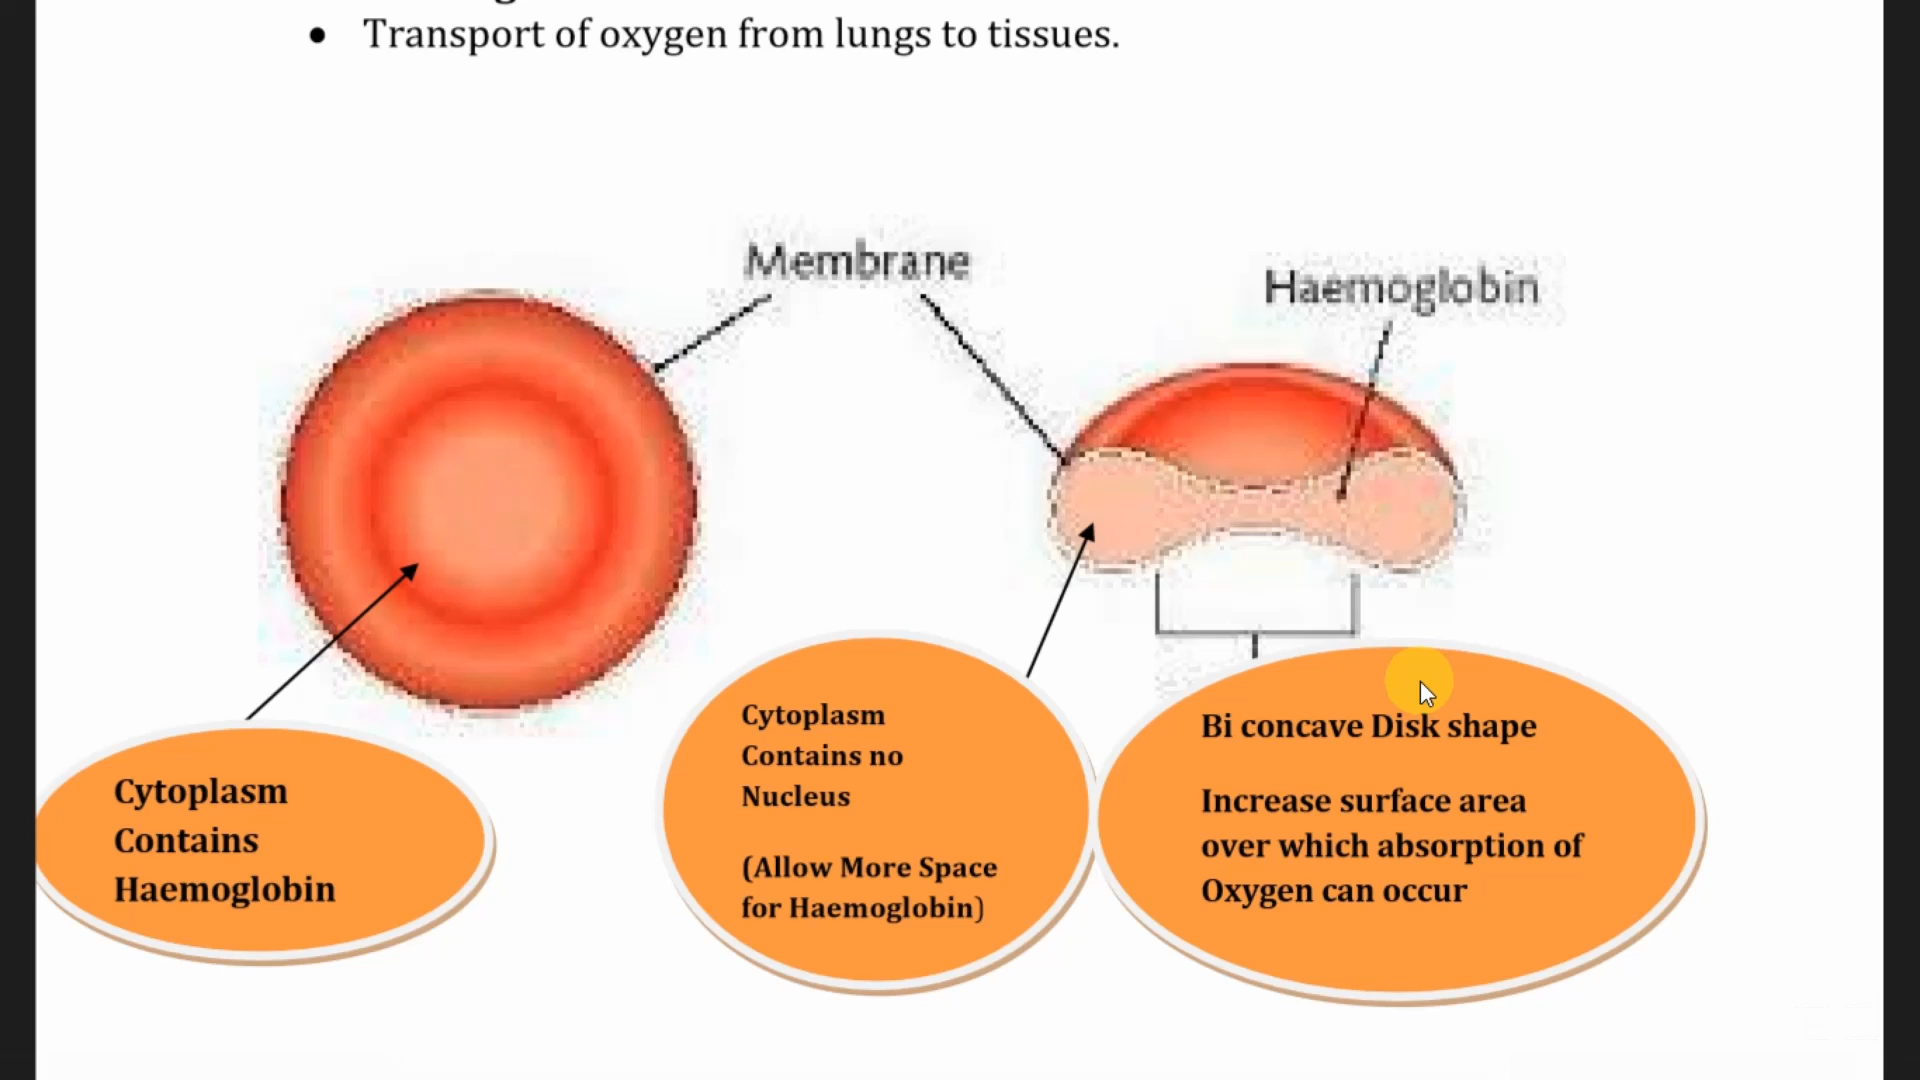 • Transport of oxygen from lungs to tissues.
Membrane
Haemoglobin
Cytoplasm
Contains
Haemoglobin
Cytoplasm
Contains no
Nucleus
(Allow More Space
for Haemoglobin)
Bi concave Disk shape
Increase surface area
over which absorption of
Oxygen can occur